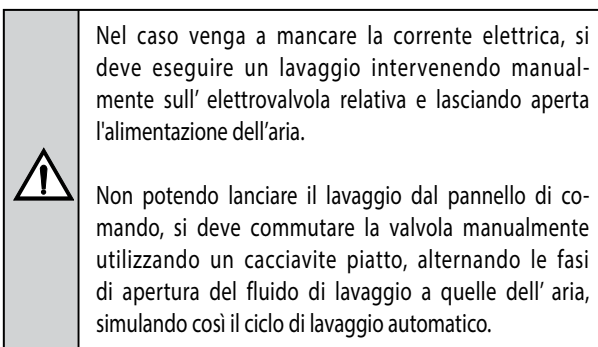 Nel caso venga a mancare la corrente elettrica, si
deve eseguire un lavaggio intervenendo manual-
mente sull’ elettrovalvola relativa e lasciando aperta
l'alimentazione dell’aria.
Non potendo lanciare il lavaggio dal pannello di co-
mando, si deve commutare la valvola manualmente
utilizzando un cacciavite piatto, alternando le fasi
di apertura del fluido di lavaggio a quelle dell’ aria,
simulando così il ciclo di lavaggio automatico.